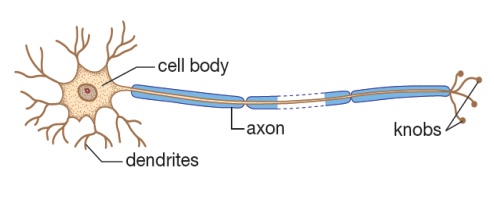 cell body
axon
knobs
dendrites